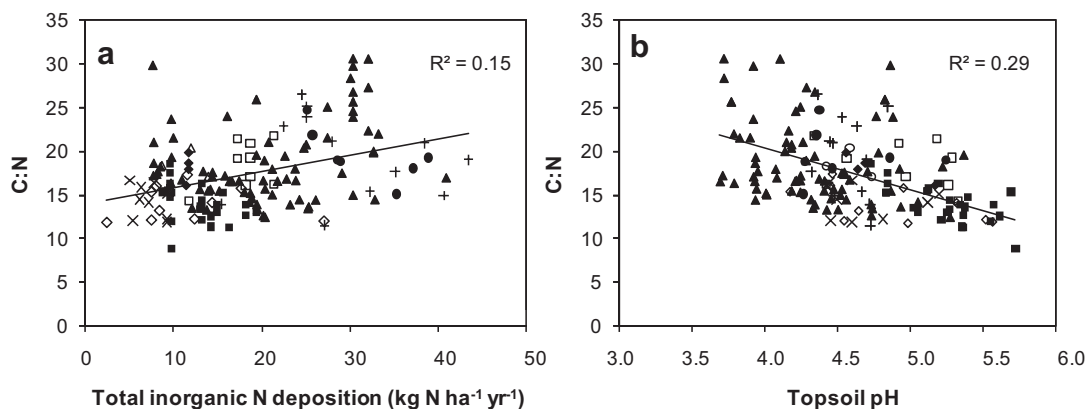 a
R² = 0.15
35
30
25
20
15
10
5
0
C:N
0 10 20 30 40 50
Total inorganic N deposition (kg N ha⁻¹ yr⁻¹)
b
R² = 0.29
35
30
25
20
15
10
5
0
C:N
3.0 3.5 4.0 4.5 5.0 5.5 6.0
Topsoil pH